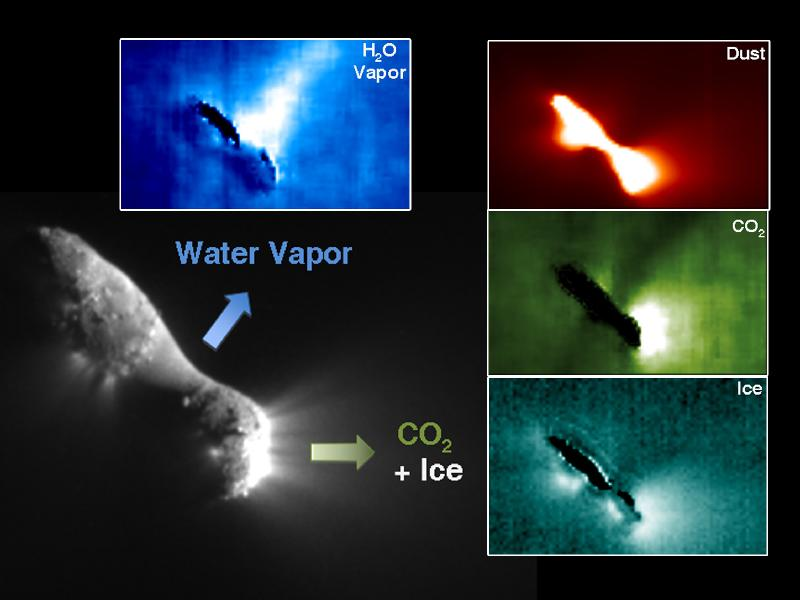 H₂O
Vapor
Dust
Water Vapor
CO₂
CO₂
+ Ice
Ice